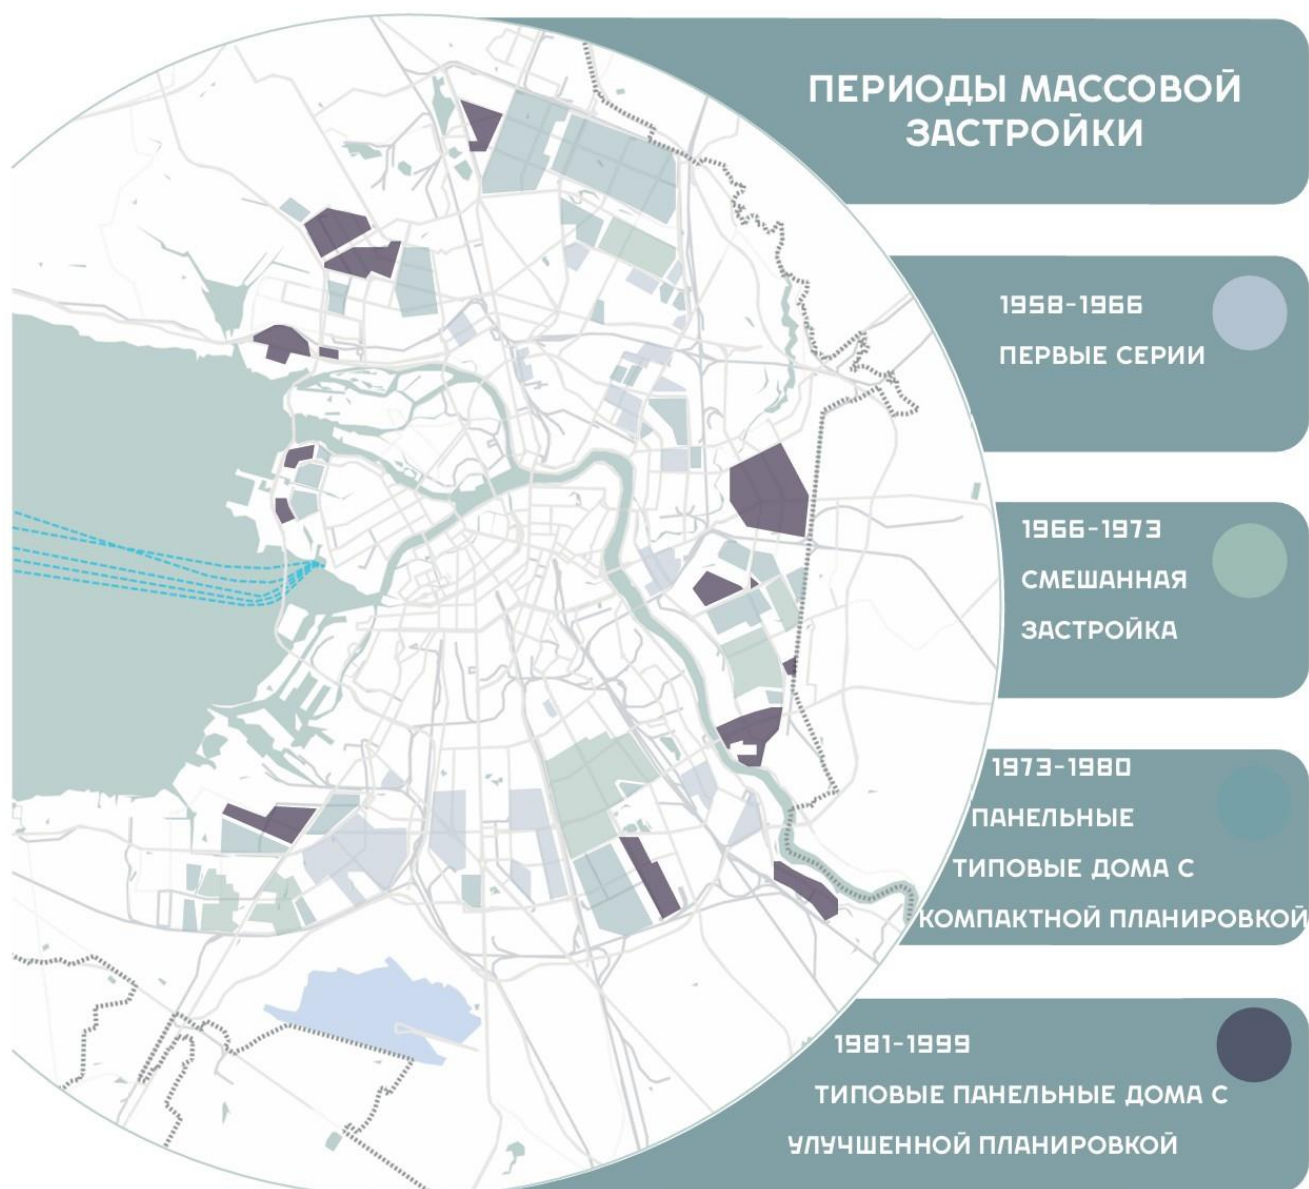 ПЕРИОДЫ МАССОВОЙ
ЗАСТРОЙКИ
1958-1966
ПЕРВЫЕ СЕРИИ
1966-1973
СМЕШАННАЯ
ЗАСТРОЙКА
1973-1980
ПАНЕЛЬНЫЕ
ТИПОВЫЕ ДОМА С
КОМПАКТНОЙ ПЛАНИРОВКОЙ
1981-1999
ТИПОВЫЕ ПАНЕЛЬНЫЕ ДОМА С
УЛУЧШЕННОЙ ПЛАНИРОВКОЙ